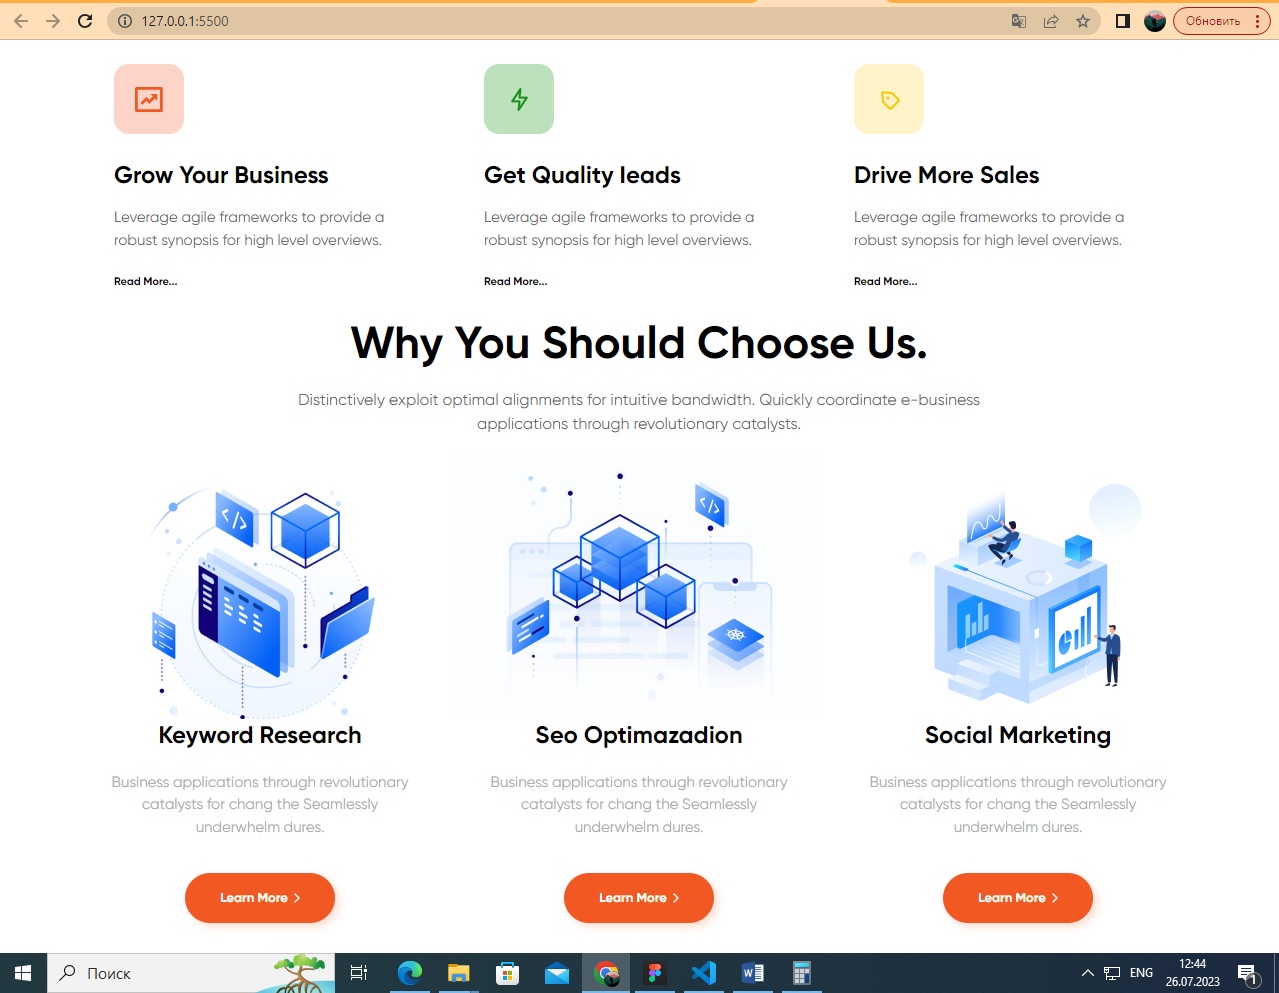 127.0.0.1:5500
Обновить
Grow Your Business
Get Quality leads
Drive More Sales
Leverage agile frameworks to provide a
robust synopsis for high level overviews.
Leverage agile frameworks to provide a
robust synopsis for high level overviews.
Leverage agile frameworks to provide a
robust synopsis for high level overviews.
Read More...
Read More...
Read More...
Why You Should Choose Us.
Distinctively exploit optimal alignments for intuitive bandwidth. Quickly coordinate e-business
applications through revolutionary catalysts.
Keyword Research
Seo Optimazadion
Social Marketing
Business applications through revolutionary
catalysts for chang the Seamlessly
underwhelm dures.
Business applications through revolutionary
catalysts for chang the Seamlessly
underwhelm dures.
Business applications through revolutionary
catalysts for chang the Seamlessly
underwhelm dures.
Learn More >
Learn More >
Learn More >
Поиск
ENG
12:44
26.07.2023
1